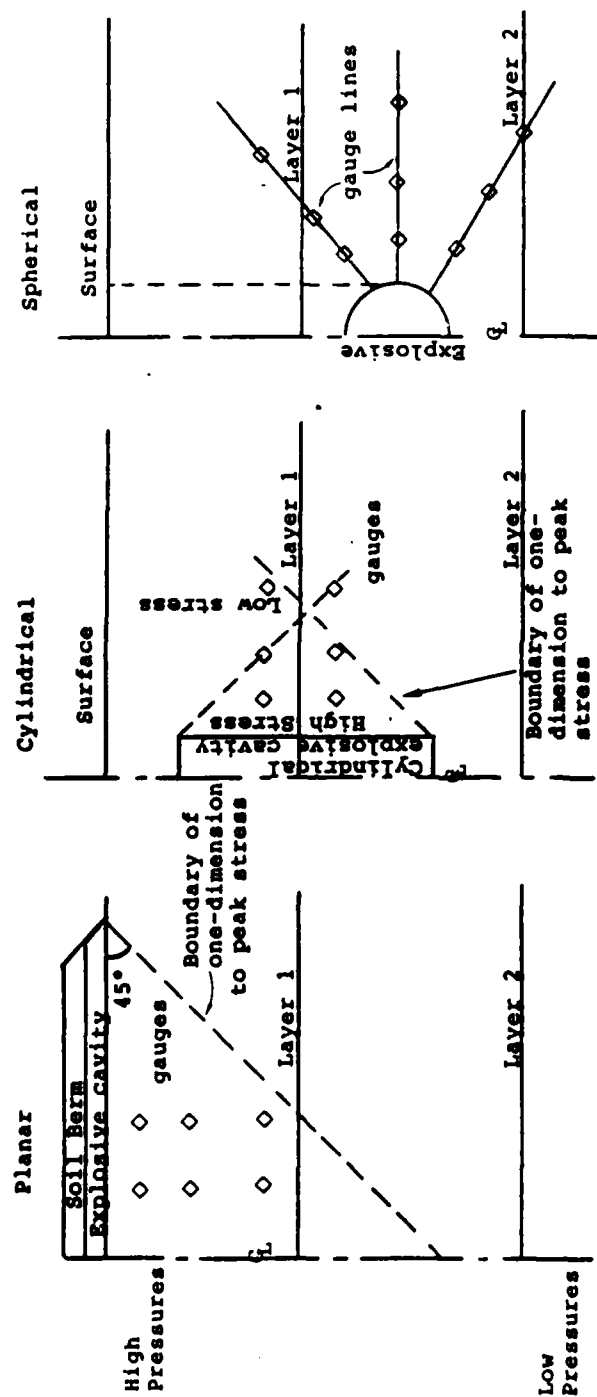 Planar
Soil Berm
Explosive cavity
45°
gauges
Boundary of
one-dimension
to peak stress
Layer 1
Layer 2
High
Pressures
Low
Pressures
℄
Cylindrical
Surface
Cylindrical
explosive cavity
High Stress
Low stress
Layer 1
gauges
Layer 2
Boundary of one-
dimension to peak
stress
℄
Spherical
Surface
Layer 1
gauge lines
Explosive
℄
Layer 2